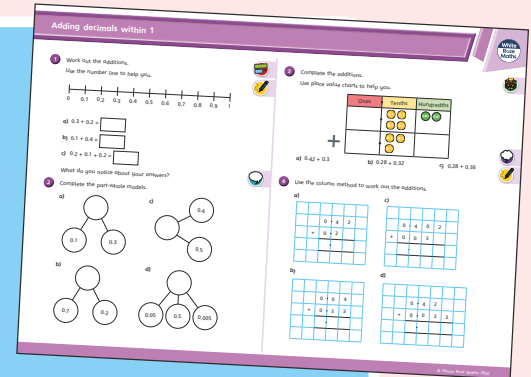 Adding decimals within 1
White
Rose
Maths
1 Work out the additions.
Use the number line to help you.
0 0.1 0.2 0.3 0.4 0.5 0.6 0.7 0.8 0.9 1
a) 0.3 + 0.2 =
b) 0.1 + 0.4 =
c) 0.2 + 0.1 + 0.2 =
What do you notice about your answers?
2 Complete the part-whole models.
a)
0.1 0.3
c)
0.4
0.5
b)
0.7 0.2
d)
0.05 0.5 0.005
3 Complete the additions.
Use place value charts to help you.
Ones Tenths Hundredths
+
a) 0.42 + 0.3 b) 0.28 + 0.32 c) 0.28 + 0.36
4 Use the column method to work out the additions.
a)
0 . 4 2
+ 0 . 3
.
c)
0 . 4 0 2
+ 0 0 3
.
b)
0 . 0 4
+ 0 . 3 3
.
d)
0 . 4 2
+ 0 . 0 3 3
.
© White Rose Maths